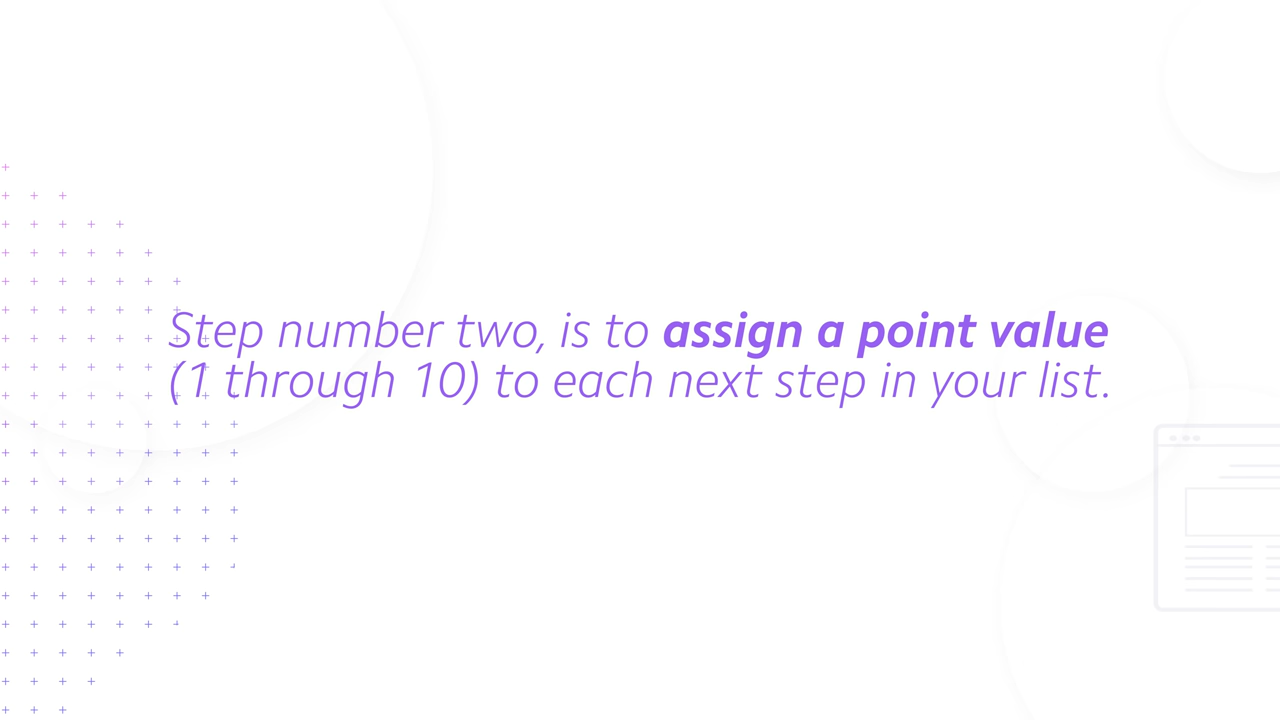 Step number two, is to assign a point value
(1 through 10) to each next step in your list.